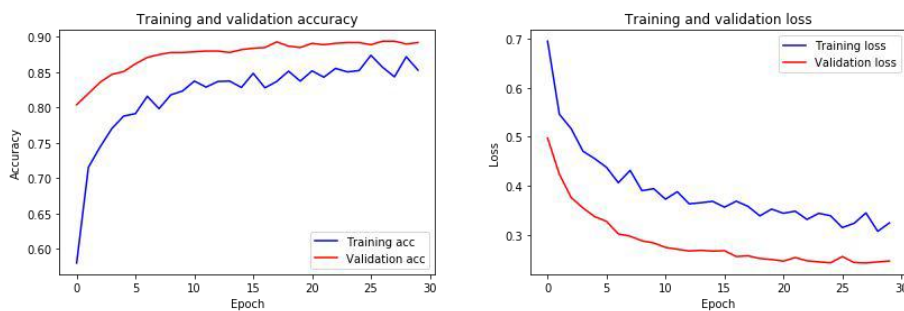 Training and validation accuracy
0.90
0.85
0.80
0.75
0.70
0.65
0.60
Accuracy
Training acc
Validation acc
0 5 10 15 20 25 30
Epoch
Training and validation loss
0.7
0.6
0.5
0.4
0.3
Loss
Training loss
Validation loss
0 5 10 15 20 25 30
Epoch